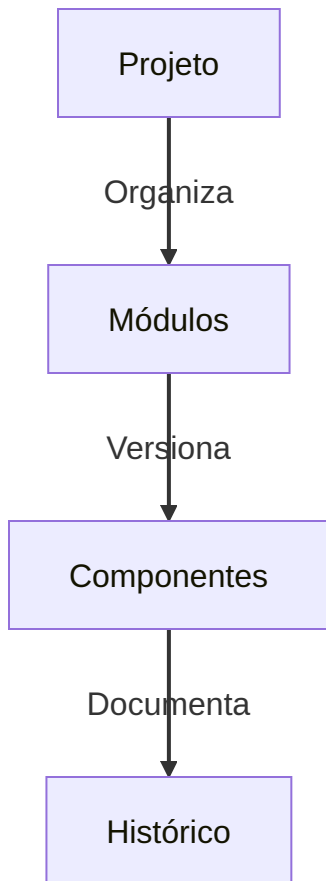 Projeto
Organiza
Módulos
Versiona
Componentes
Documenta
Histórico